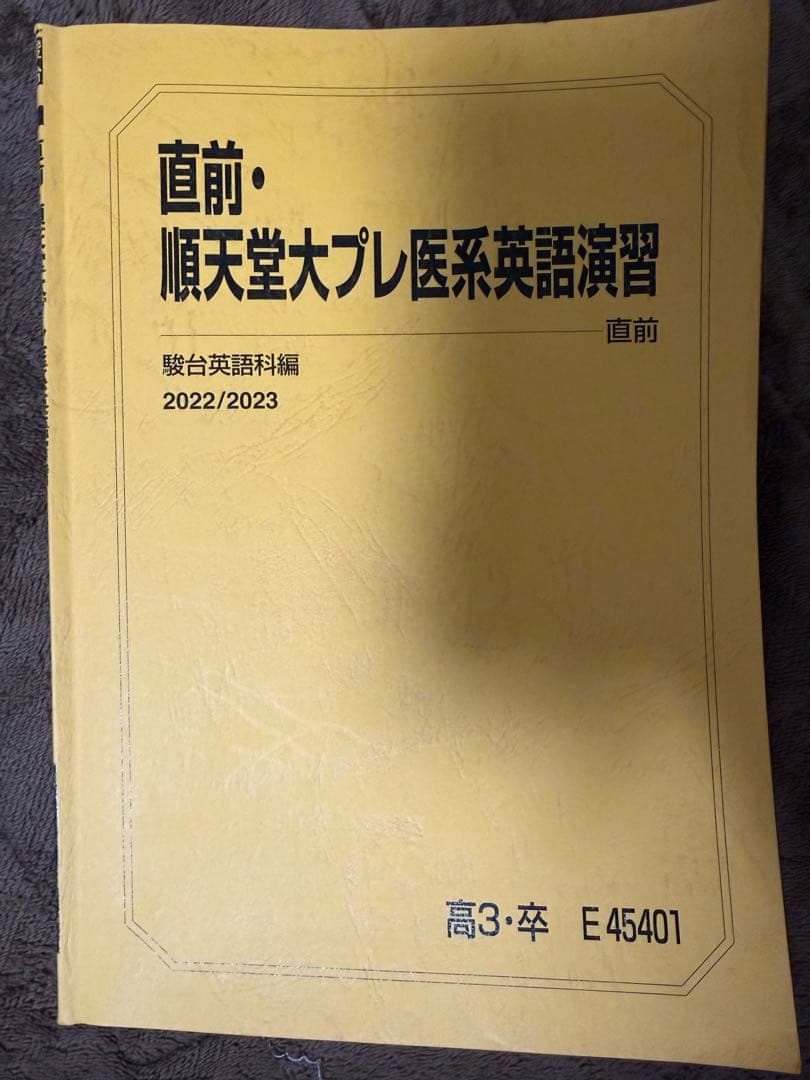 直前・
順天堂大プレ医系英語演習
直前
駿台英語科編
2022/2023
高3・卒 E45401